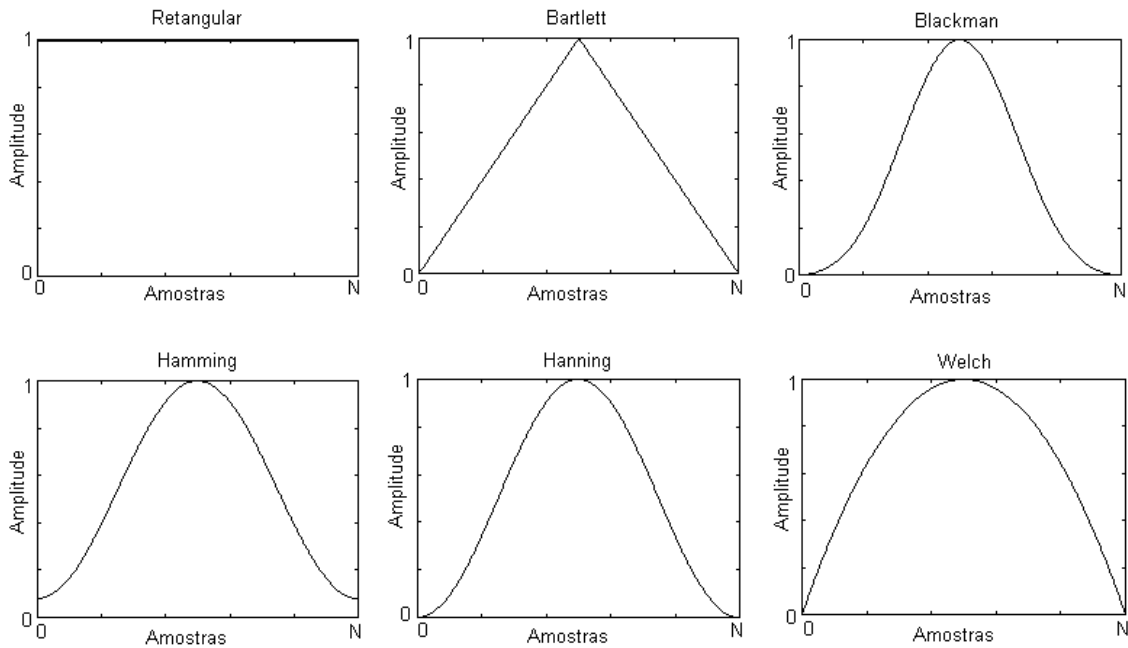 Retangular
1
Amplitude
0
0
Amostras
N
Bartlett
1
Amplitude
0
0
Amostras
N
Blackman
1
Amplitude
0
0
Amostras
N
Hamming
1
Amplitude
0
0
Amostras
N
Hanning
1
Amplitude
0
0
Amostras
N
Welch
1
Amplitude
0
0
Amostras
N